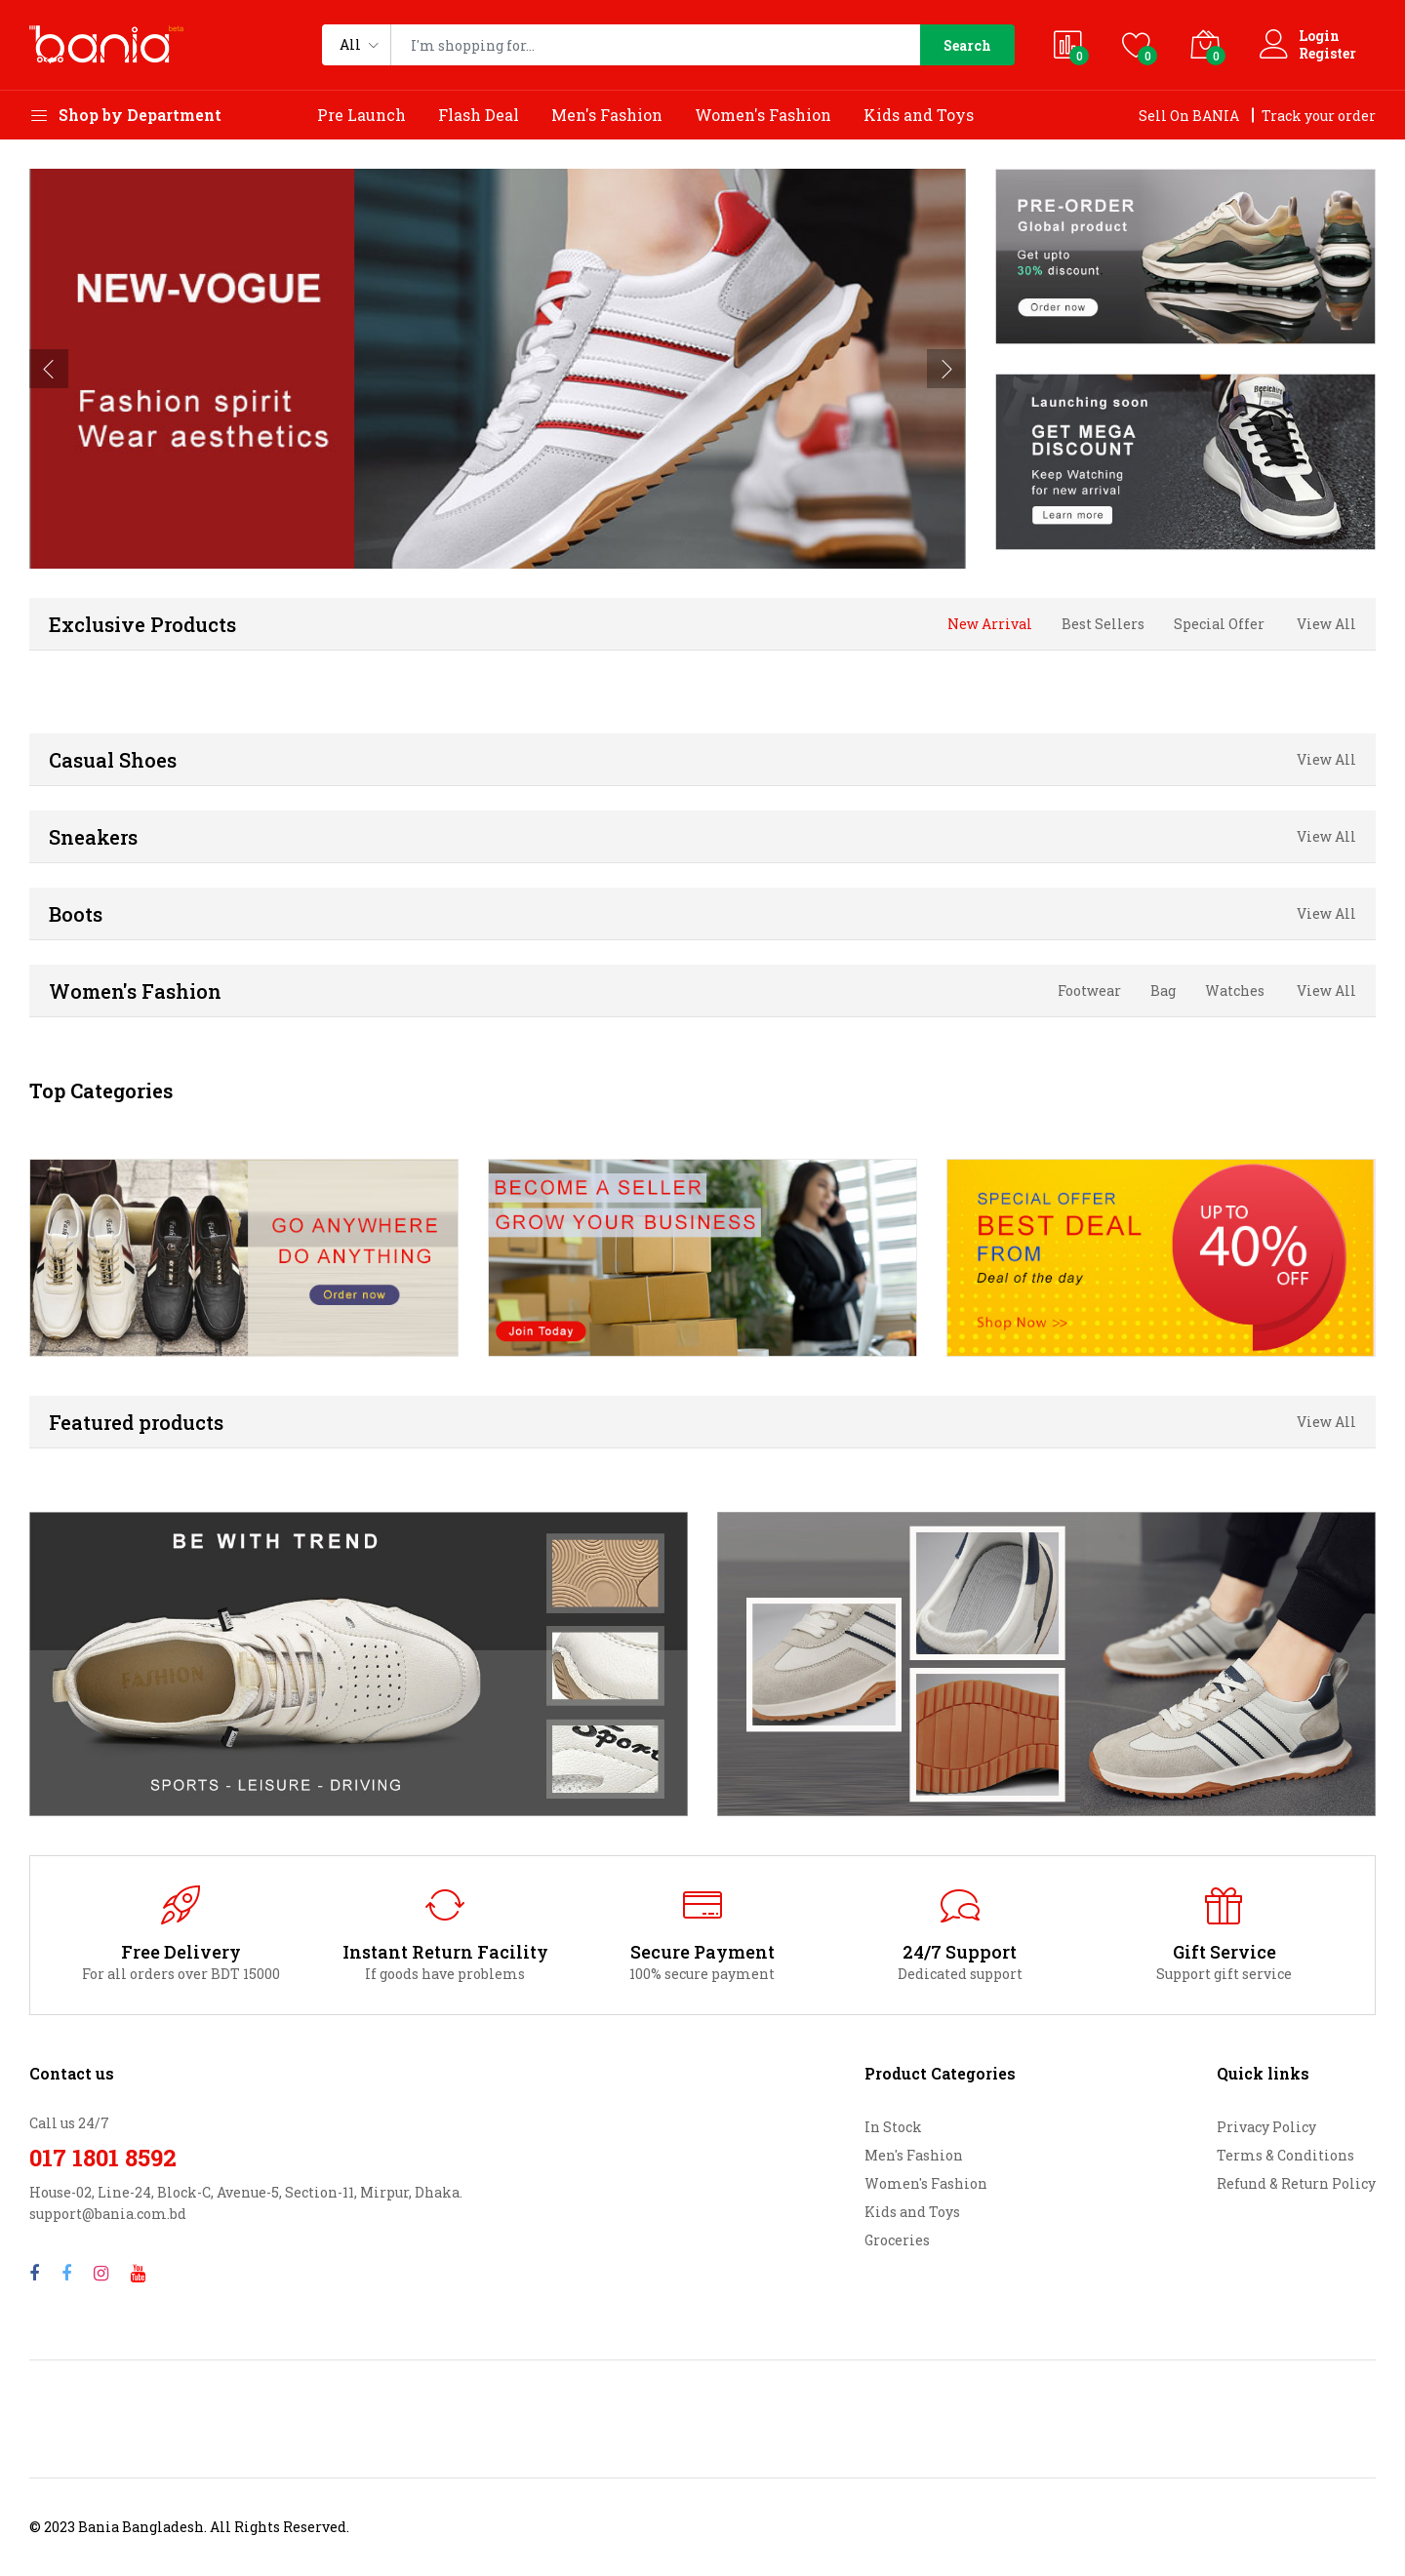 bania beta
All
I'm shopping for...
Search
0
0
0
Login
Register
Shop by Department
Pre Launch
Flash Deal
Men's Fashion
Women's Fashion
Kids and Toys
Sell On BANIA
Track your order
NEW-VOGUE
Fashion spirit
Wear aesthetics
PRE-ORDER
Global product
Get upto
30% discount
Order now
Launching soon
GET MEGA
DISCOUNT
Keep Watching
for new arrival
Learn more
Exclusive Products
New Arrival
Best Sellers
Special Offer
View All
Casual Shoes
View All
Sneakers
View All
Boots
View All
Women's Fashion
Footwear
Bag
Watches
View All
Top Categories
GO ANYWHERE
DO ANYTHING
Order now
BECOME A SELLER
GROW YOUR BUSINESS
Join Today
SPECIAL OFFER
BEST DEAL
FROM
Deal of the day
Shop Now >>
UP TO
40%
OFF
Featured products
View All
BE WITH TREND
FASHION
Sport
SPORTS - LEISURE - DRIVING
Free Delivery
For all orders over BDT 15000
Instant Return Facility
If goods have problems
Secure Payment
100% secure payment
24/7 Support
Dedicated support
Gift Service
Support gift service
Contact us
Call us 24/7
017 1801 8592
House-02, Line-24, Block-C, Avenue-5, Section-11, Mirpur, Dhaka.
support@bania.com.bd
You Tube
Product Categories
In Stock
Men's Fashion
Women's Fashion
Kids and Toys
Groceries
Quick links
Privacy Policy
Terms & Conditions
Refund & Return Policy
© 2023 Bania Bangladesh. All Rights Reserved.